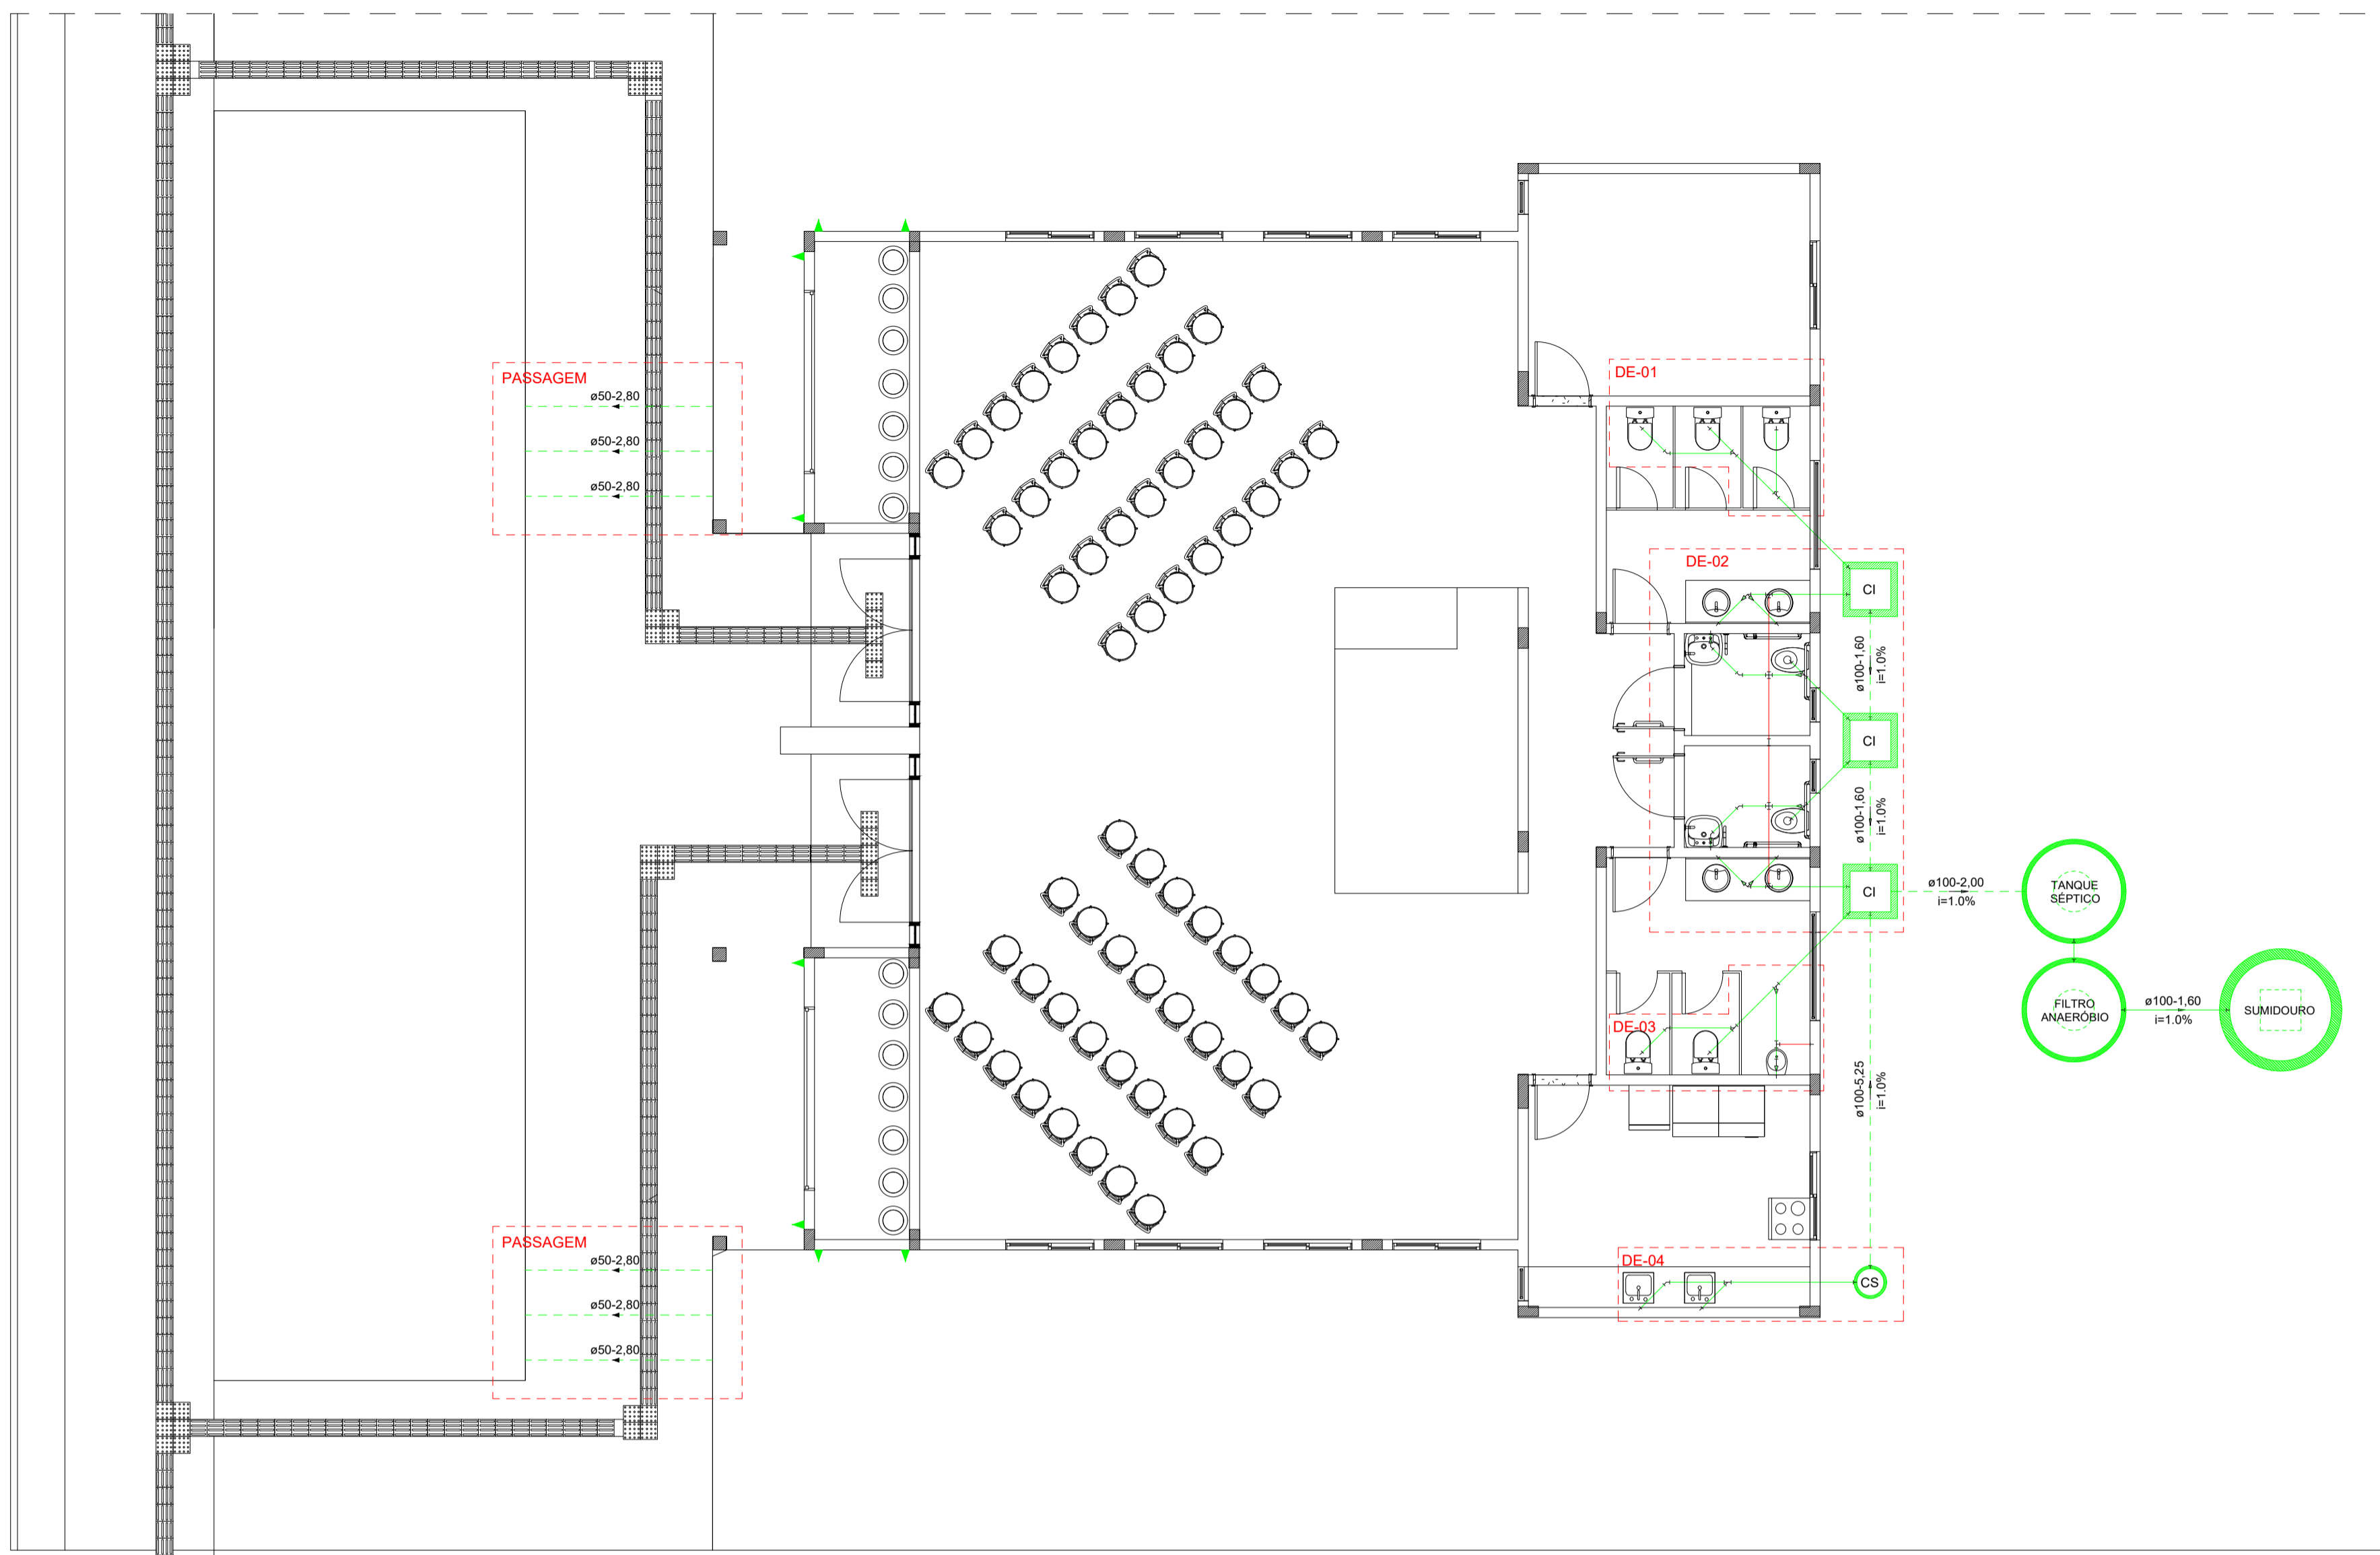 PASSAGEM
ø50-2,80
ø50-2,80
ø50-2,80
DE-01
DE-02
CI
ø100-1,60
i=1.0%
CI
ø100-1,60
i=1.0%
CI
ø100-2,00
i=1.0%
TANQUE
SÉPTICO
FILTRO
ANAERÓBIO
ø100-1,60
i=1.0%
SUMIDOURO
DE-03
ø100-5,25
i=1.0%
PASSAGEM
ø50-2,80
ø50-2,80
ø50-2,80
DE-04
CS